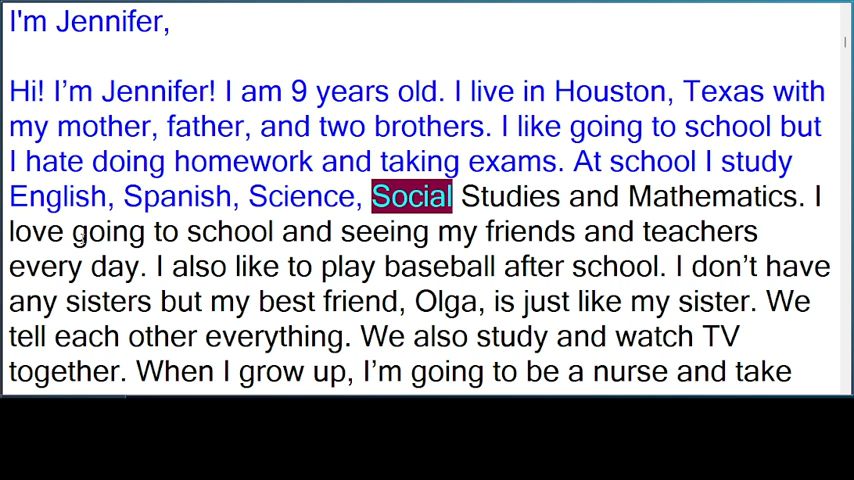 I'm Jennifer,
Hi! I’m Jennifer! I am 9 years old. I live in Houston, Texas with
my mother, father, and two brothers. I like going to school but
I hate doing homework and taking exams. At school I study
English, Spanish, Science, Social Studies and Mathematics. I
love going to school and seeing my friends and teachers
every day. I also like to play baseball after school. I don’t have
any sisters but my best friend, Olga, is just like my sister. We
tell each other everything. We also study and watch TV
together. When I grow up, I’m going to be a nurse and take